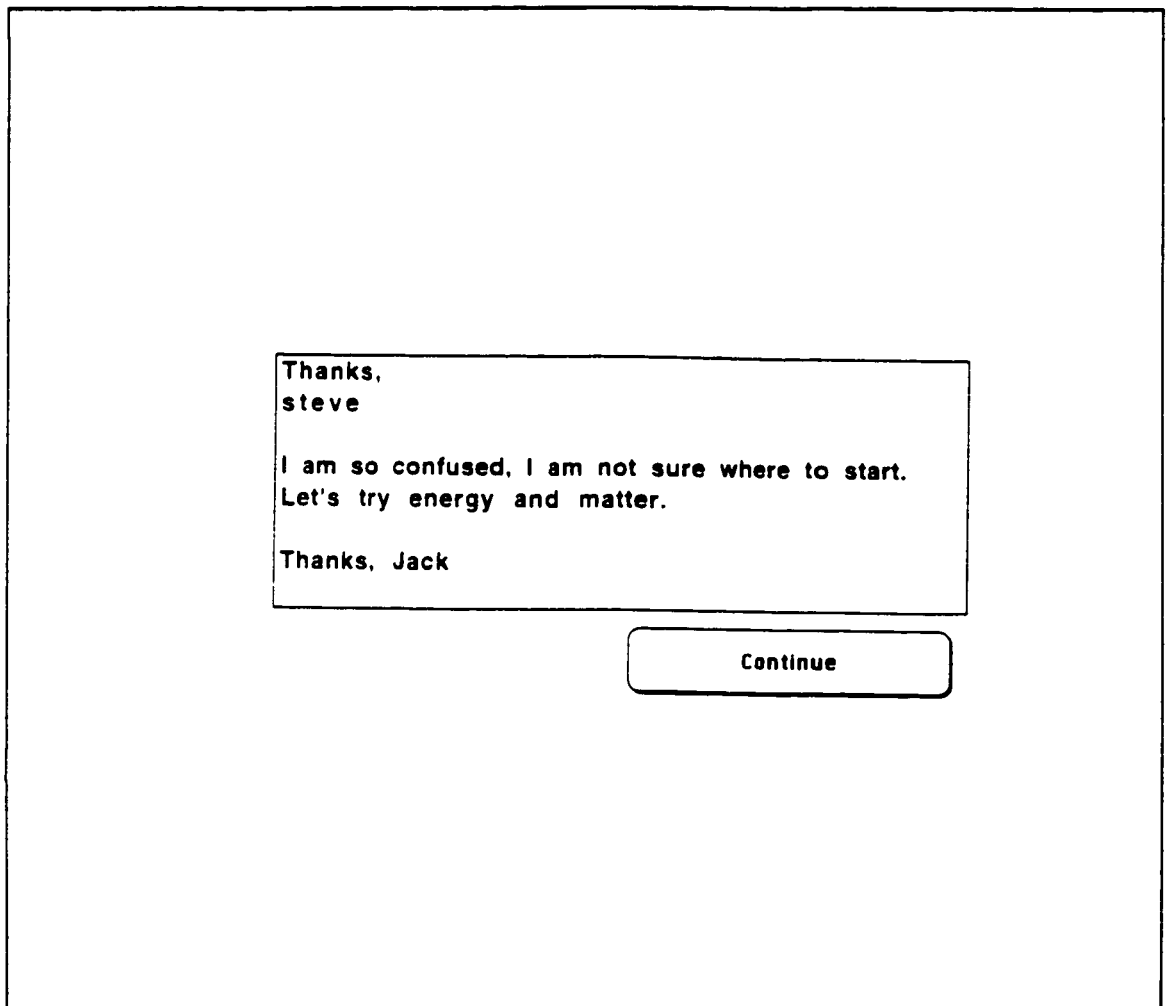 Thanks,
steve
I am so confused, I am not sure where to start.
Let's try energy and matter.
Thanks, Jack
Continue